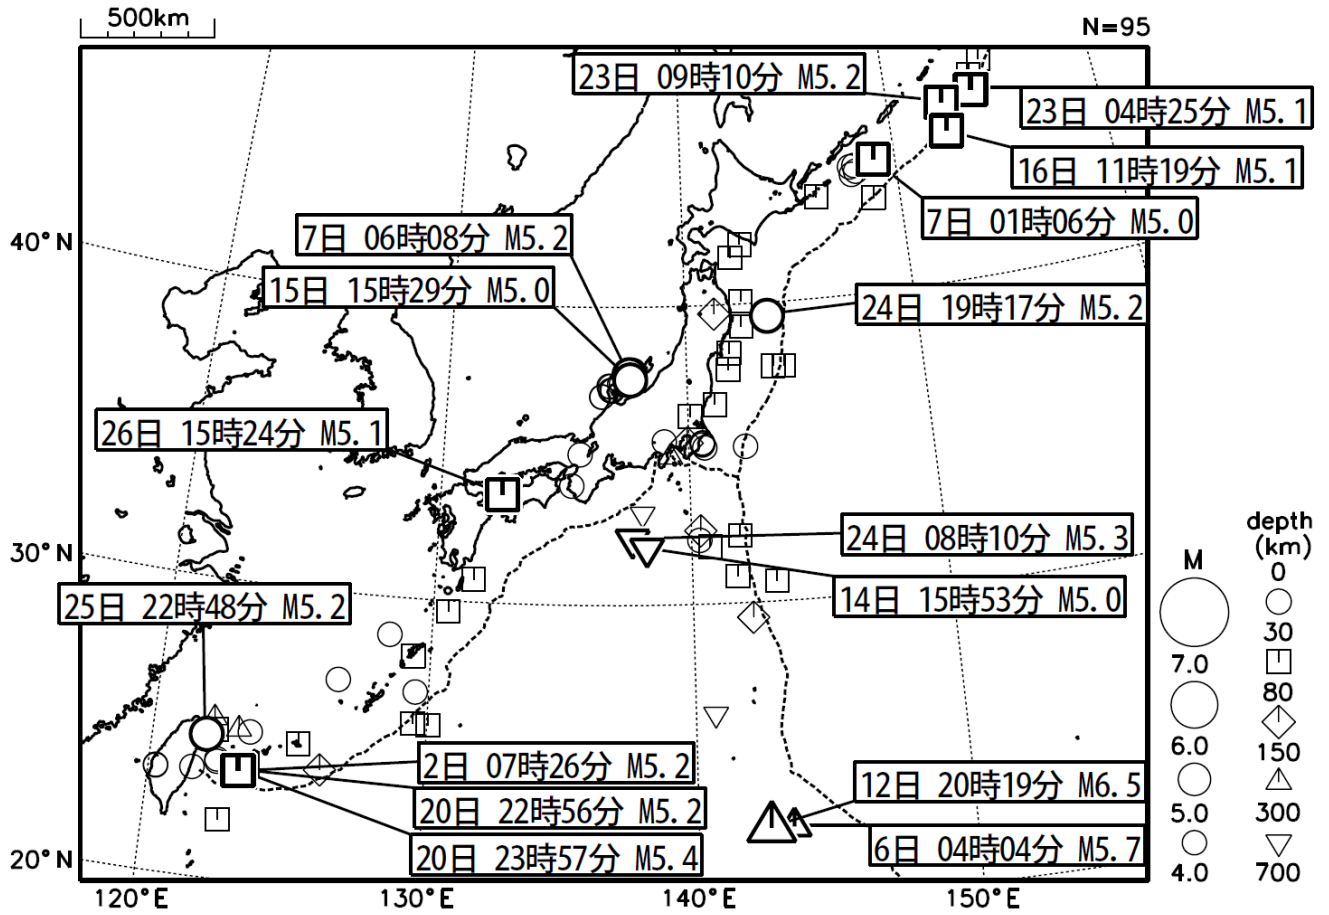 500km
N=95
23日 09時10分 M5.2
23日 04時25分 M5.1
16日 11時19分 M5.1
7日 01時06分 M5.0
7日 06時08分 M5.2
15日 15時29分 M5.0
24日 19時17分 M5.2
26日 15時24分 M5.1
24日 08時10分 M5.3
14日 15時53分 M5.0
25日 22時48分 M5.2
2日 07時26分 M5.2
20日 22時56分 M5.2
20日 23時57分 M5.4
12日 20時19分 M6.5
6日 04時04分 M5.7
40°N
30°N
20°N
120°E
130°E
140°E
150°E
M
7.0
6.0
5.0
4.0
depth
(km)
0
30
80
150
300
700